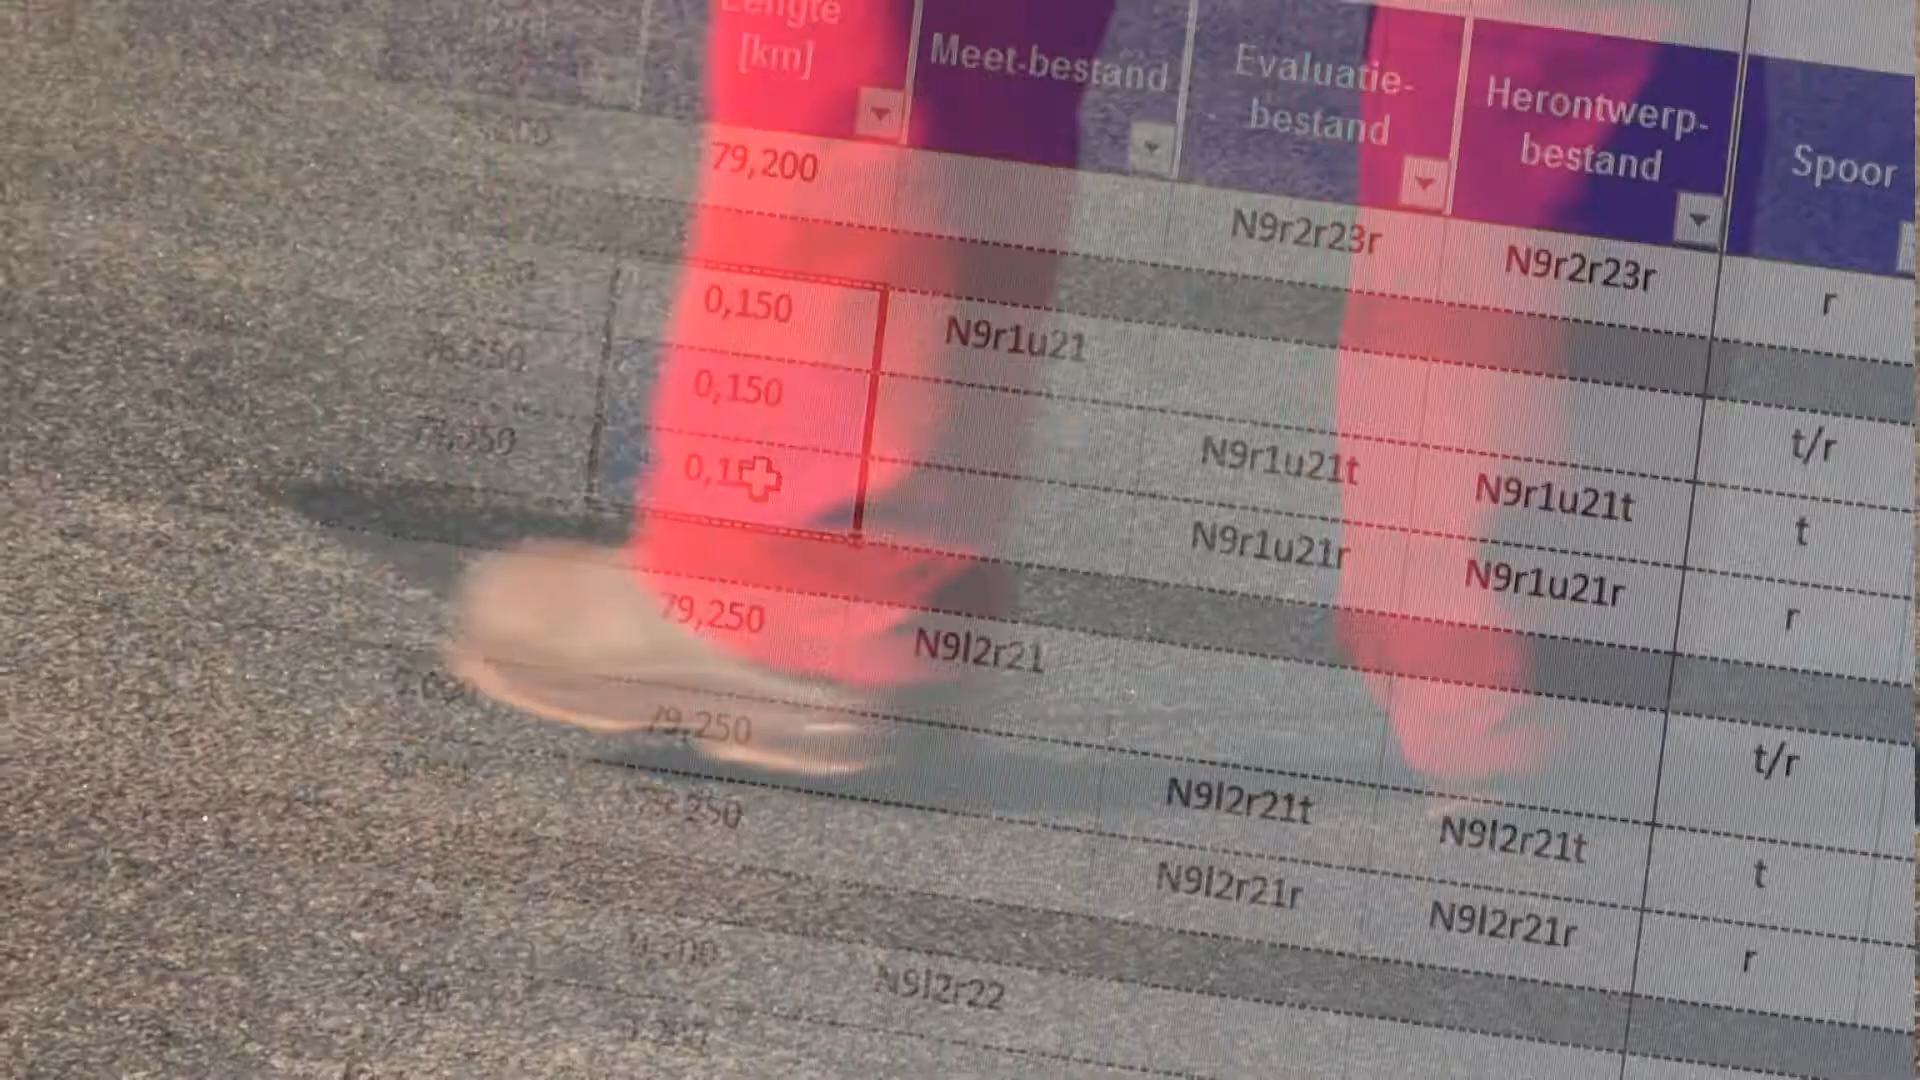 Lengte
[km]
Meet-bestand
Evaluatie-
bestand
Herontwerp-
bestand
Spoor
79,200
N9r2r23r
N9r2r23r
r
0,150
N9r1u21
t/r
0,150
N9r1u21t
N9r1u21t
t
N9r1u21r
N9r1u21r
r
79,250
N9l2r21
t/r
79,250
N9l2r21t
N9l2r21t
t
N9l2r21r
N9l2r21r
r
N9l2r22